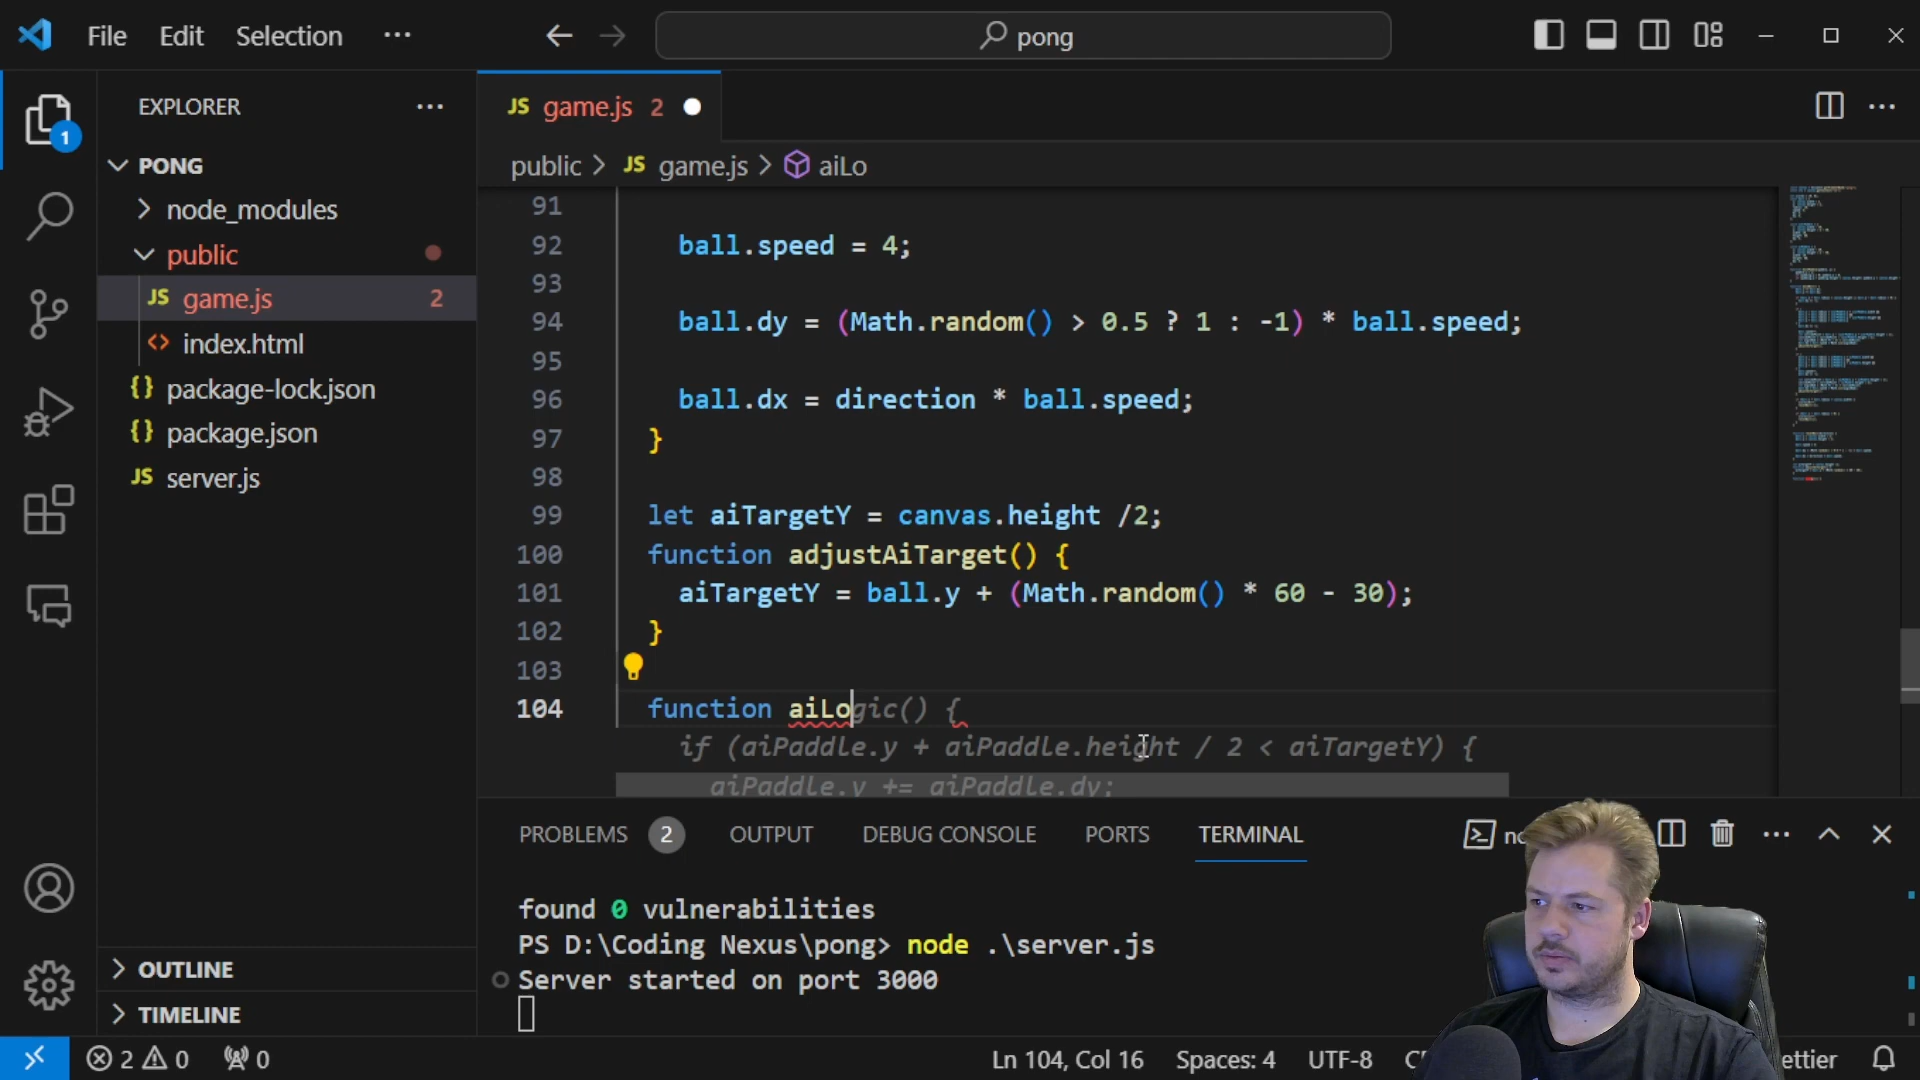 File Edit Selection ···
pong
EXPLORER ···
PONG
node_modules
public
JS game.js 2
<> index.html
{} package-lock.json
{} package.json
JS server.js
OUTLINE
TIMELINE
1
JS game.js 2
public > JS game.js > aiLo
91
92 ball.speed = 4;
93
94 ball.dy = (Math.random() > 0.5 ? 1 : -1) * ball.speed;
95
96 ball.dx = direction * ball.speed;
97 }
98
99 let aiTargetY = canvas.height /2;
100 function adjustAiTarget() {
101 aiTargetY = ball.y + (Math.random() * 60 - 30);
102 }
103
104 function aiLogic() {
if (aiPaddle.y + aiPaddle.height / 2 < aiTargetY) {
aiPaddle.y += aiPaddle.dy;
PROBLEMS 2 OUTPUT DEBUG CONSOLE PORTS TERMINAL
found 0 vulnerabilities
PS D:\Coding Nexus\pong> node .\server.js
Server started on port 3000
2 0 0 Ln 104, Col 16 Spaces: 4 UTF-8